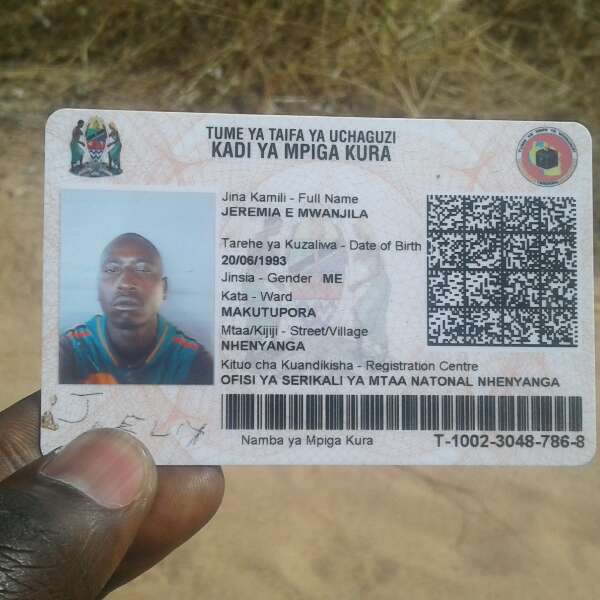 TUME YA TAIFA YA UCHAGUZI
KADI YA MPIGA KURA
Jina Kamili - Full Name
JEREMIA E MWANJILA
Tarehe ya Kuzaliwa - Date of Birth
20/06/1993
Jinsia - Gender ME
Kata - Ward
MAKUTUPORA
Mtaa/Kijiji - Street/Village
NHENYANGA
Kituo cha Kuandikisha - Registration Centre
OFISI YA SERIKALI YA MTAA NATONAL NHENYANGA
Namba ya Mpiga Kura
T-1002-3048-786-8